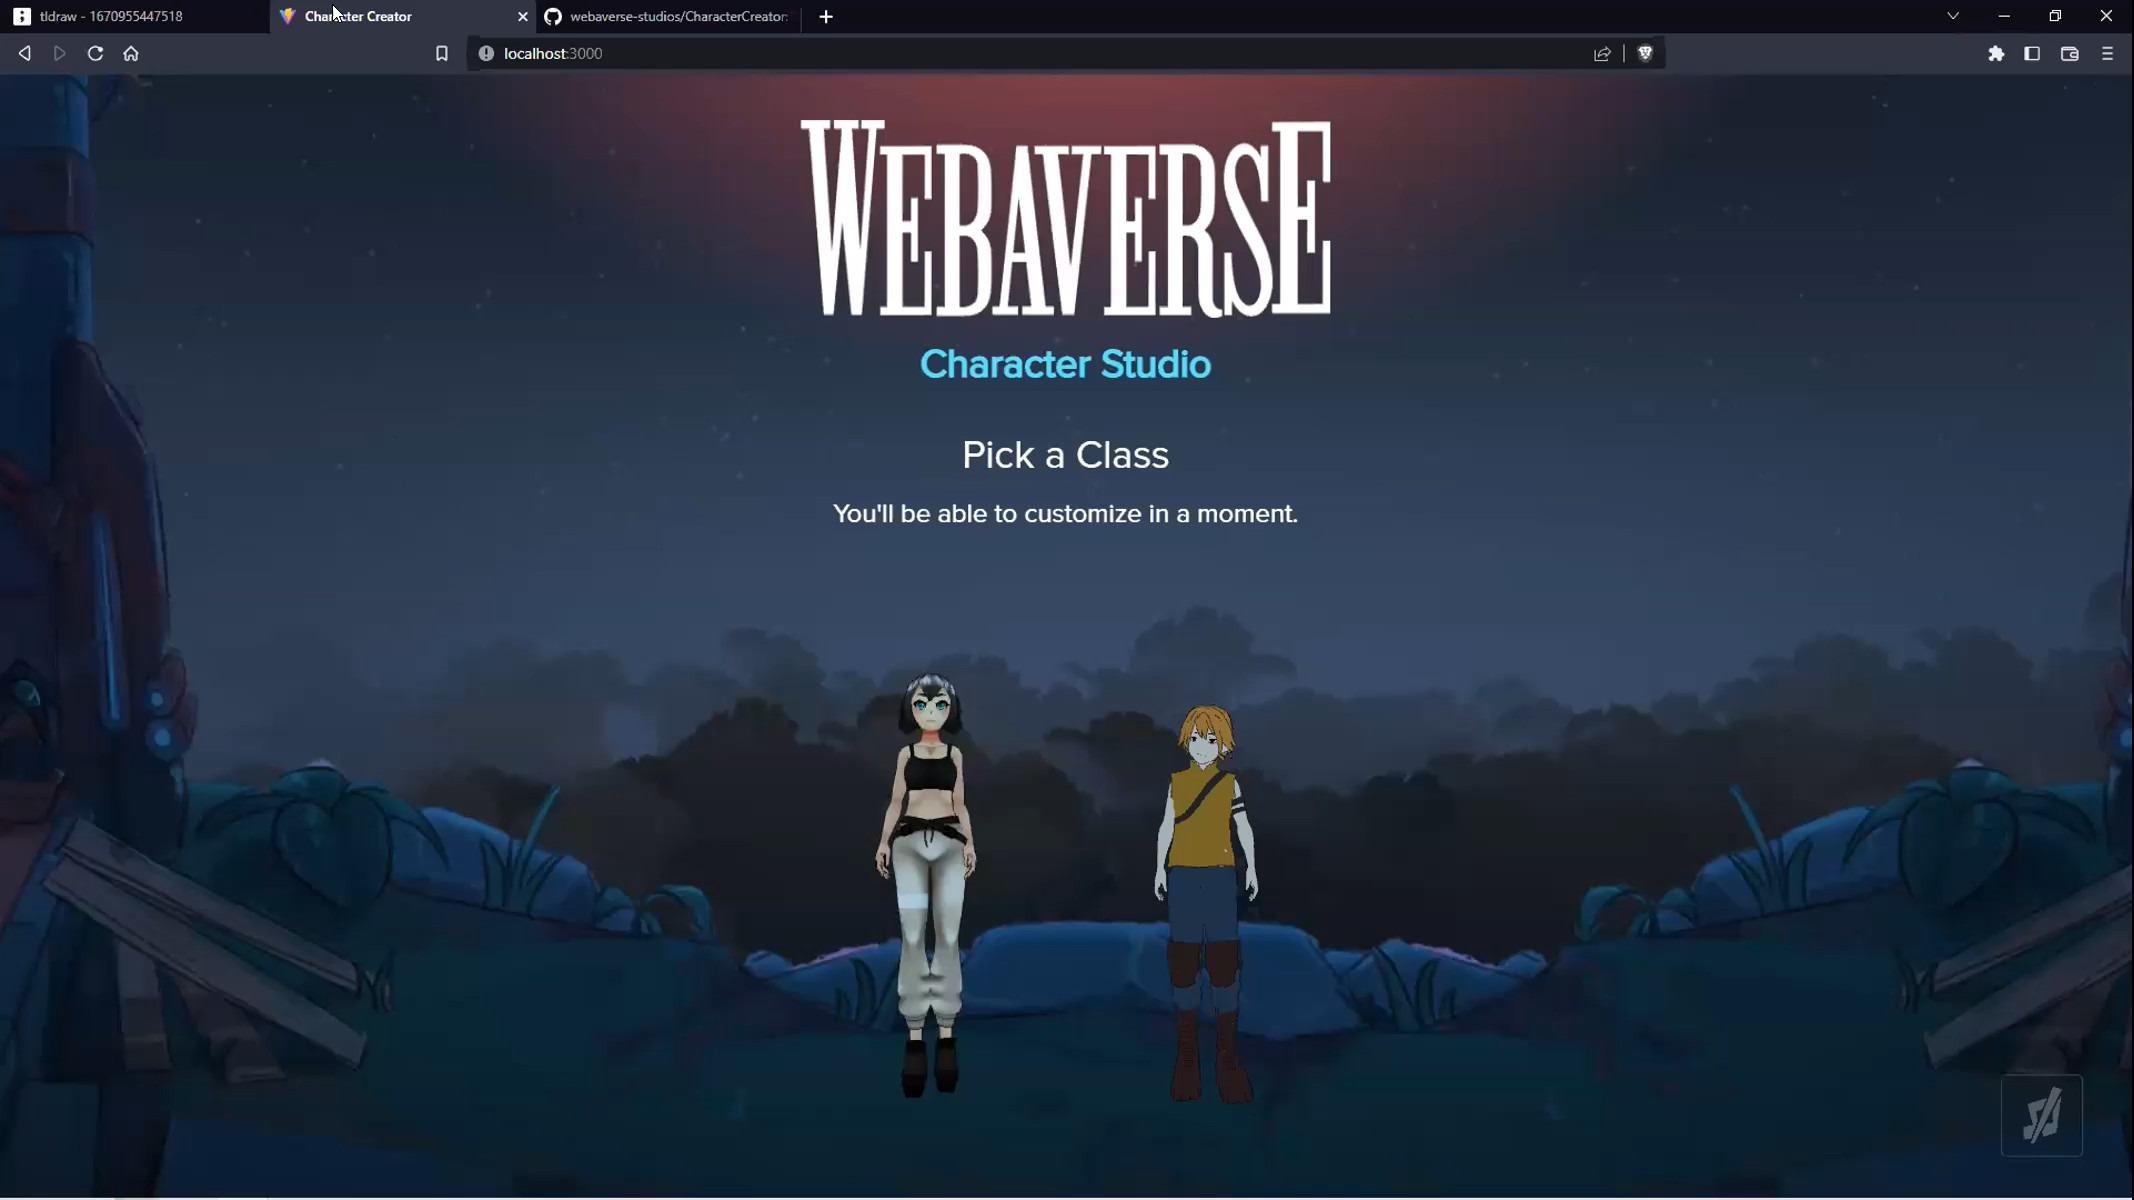 tldraw - 1670955447518
Character Creator
webaverse-studios/CharacterCreator:
localhost:3000
WEBAVERSE
Character Studio
Pick a Class
You'll be able to customize in a moment.